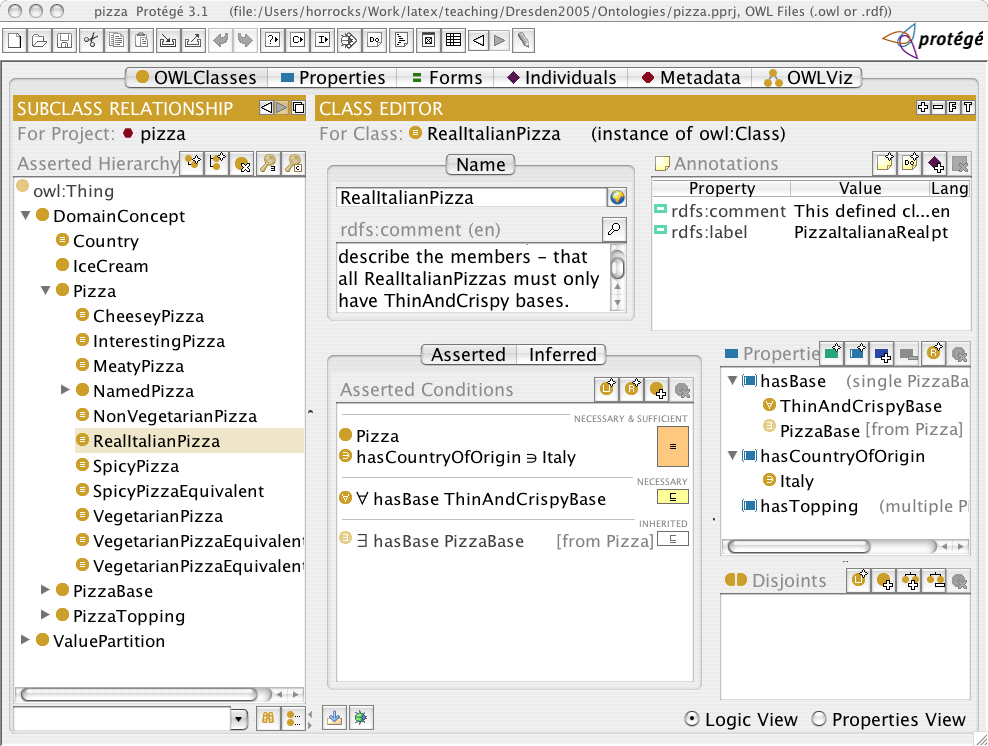 pizza Protégé 3.1 (file:/Users/horrocks/Work/latex/teaching/Dresden2005/Ontologies/pizza.pprj, OWL Files (.owl or .rdf))
protégé
OWLClasses Properties Forms Individuals Metadata OWLViz
SUBCLASS RELATIONSHIP
For Project: pizza
Asserted Hierarchy
owl:Thing
DomainConcept
Country
IceCream
Pizza
CheeseyPizza
InterestingPizza
MeatyPizza
NamedPizza
NonVegetarianPizza
RealItalianPizza
SpicyPizza
SpicyPizzaEquivalent
VegetarianPizza
VegetarianPizzaEquivalen
VegetarianPizzaEquivalen
PizzaBase
PizzaTopping
ValuePartition
CLASS EDITOR
F T
For Class: RealItalianPizza (instance of owl:Class)
Name
RealItalianPizza
rdfs:comment (en)
describe the members – that
all RealItalianPizzas must only
have ThinAndCrispy bases.
Annotations
Property Value Lang
rdfs:comment This defined cl... en
rdfs:label PizzaItalianaReal pt
Asserted Inferred
Asserted Conditions
NECESSARY & SUFFICIENT
Pizza
hasCountryOfOrigin ∋ Italy
≡
NECESSARY
∀ hasBase ThinAndCrispyBase ⊑
INHERITED
∃ hasBase PizzaBase [from Pizza] ⊑
Propertie
hasBase (single PizzaBa
ThinAndCrispyBase
PizzaBase [from Pizza]
hasCountryOfOrigin
Italy
hasTopping (multiple P
Disjoints
Logic View Properties View